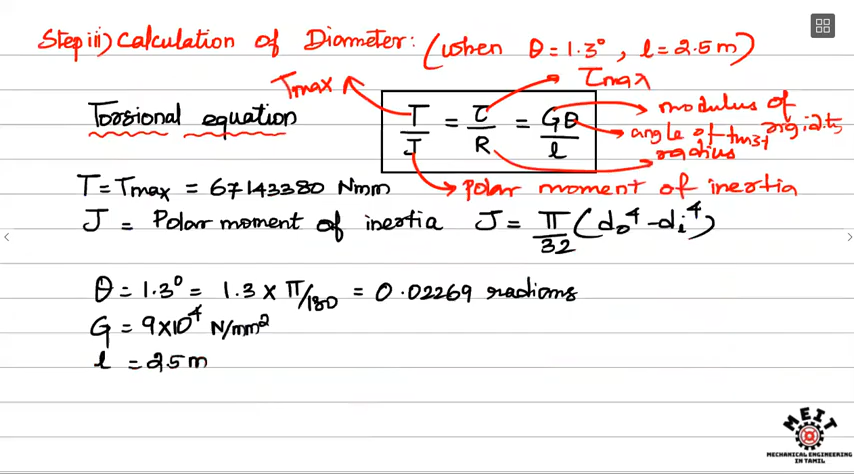 Step iii) Calculation of Diameter: (when θ = 1.3°, l = 2.5 m)
Tmax
τmax
Torsional equation
T/J = τ/R = Gθ/l
modulus of rigidity
angle of twist
radius
Polar moment of inertia
T = Tmax = 67143380 Nmm
J = Polar moment of inertia J = π/32 (do⁴ - di⁴)
θ = 1.3° = 1.3 × π/180 = 0.02269 radians
G = 9×10⁴ N/mm²
l = 2.5 m
MEIT
MECHANICAL ENGINEERING
IN TAMIL